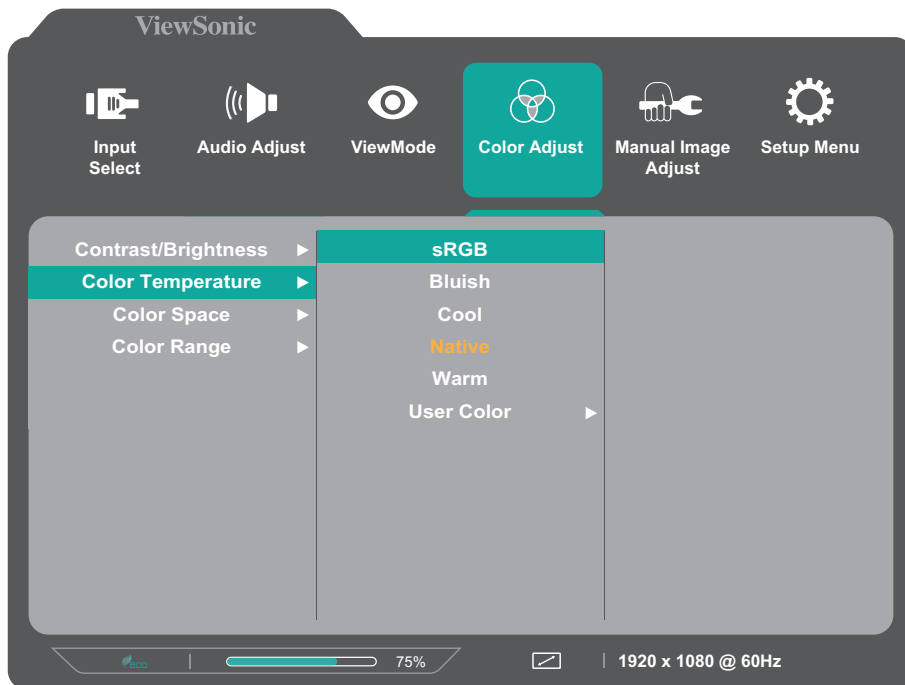 ViewSonic
Input Select
Audio Adjust
ViewMode
Color Adjust
Manual Image Adjust
Setup Menu
Contrast/Brightness
Color Temperature
Color Space
Color Range
sRGB
Bluish
Cool
Native
Warm
User Color
eco
75%
1920 x 1080 @ 60Hz